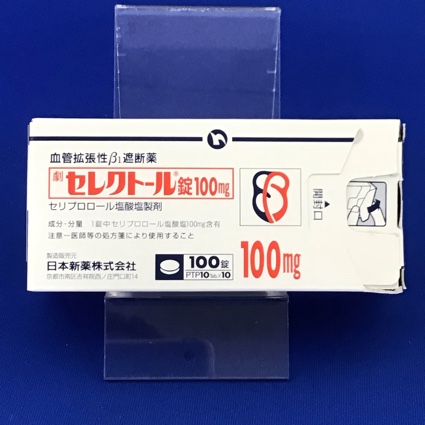 血管拡張性β1遮断薬
劇 セレクトール®錠100mg
セリプロロール塩酸塩製剤
成分・分量 1錠中セリプロロール塩酸塩100mg含有
注意-医師等の処方箋により使用すること
製造販売元
日本新薬株式会社
京都市南区吉祥院西ノ庄門口町14
100錠
PTP10錠×10
100mg
開封口